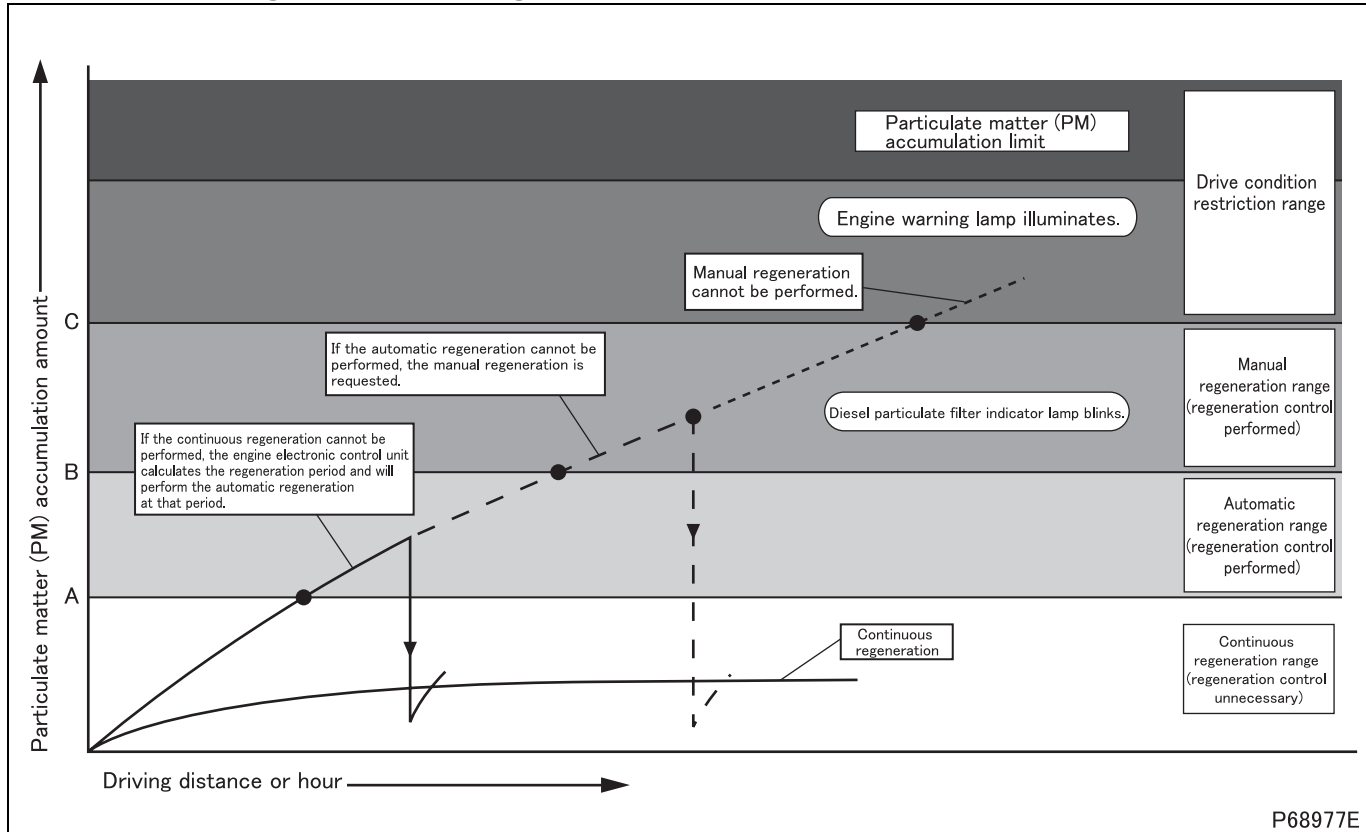 Particulate matter (PM) accumulation amount
Particulate matter (PM)
accumulation limit
Drive condition
restriction range
Engine warning lamp illuminates.
Manual regeneration
cannot be performed.
C
If the automatic regeneration cannot be
performed, the manual regeneration is
requested.
Manual
regeneration range
(regeneration control
performed)
Diesel particulate filter indicator lamp blinks.
If the continuous regeneration cannot be
performed, the engine electronic control unit
calculates the regeneration period and will
perform the automatic regeneration
at that period.
B
Automatic
regeneration range
(regeneration control
performed)
A
Continuous
regeneration
Continuous
regeneration range
(regeneration control
unnecessary)
Driving distance or hour
P68977E